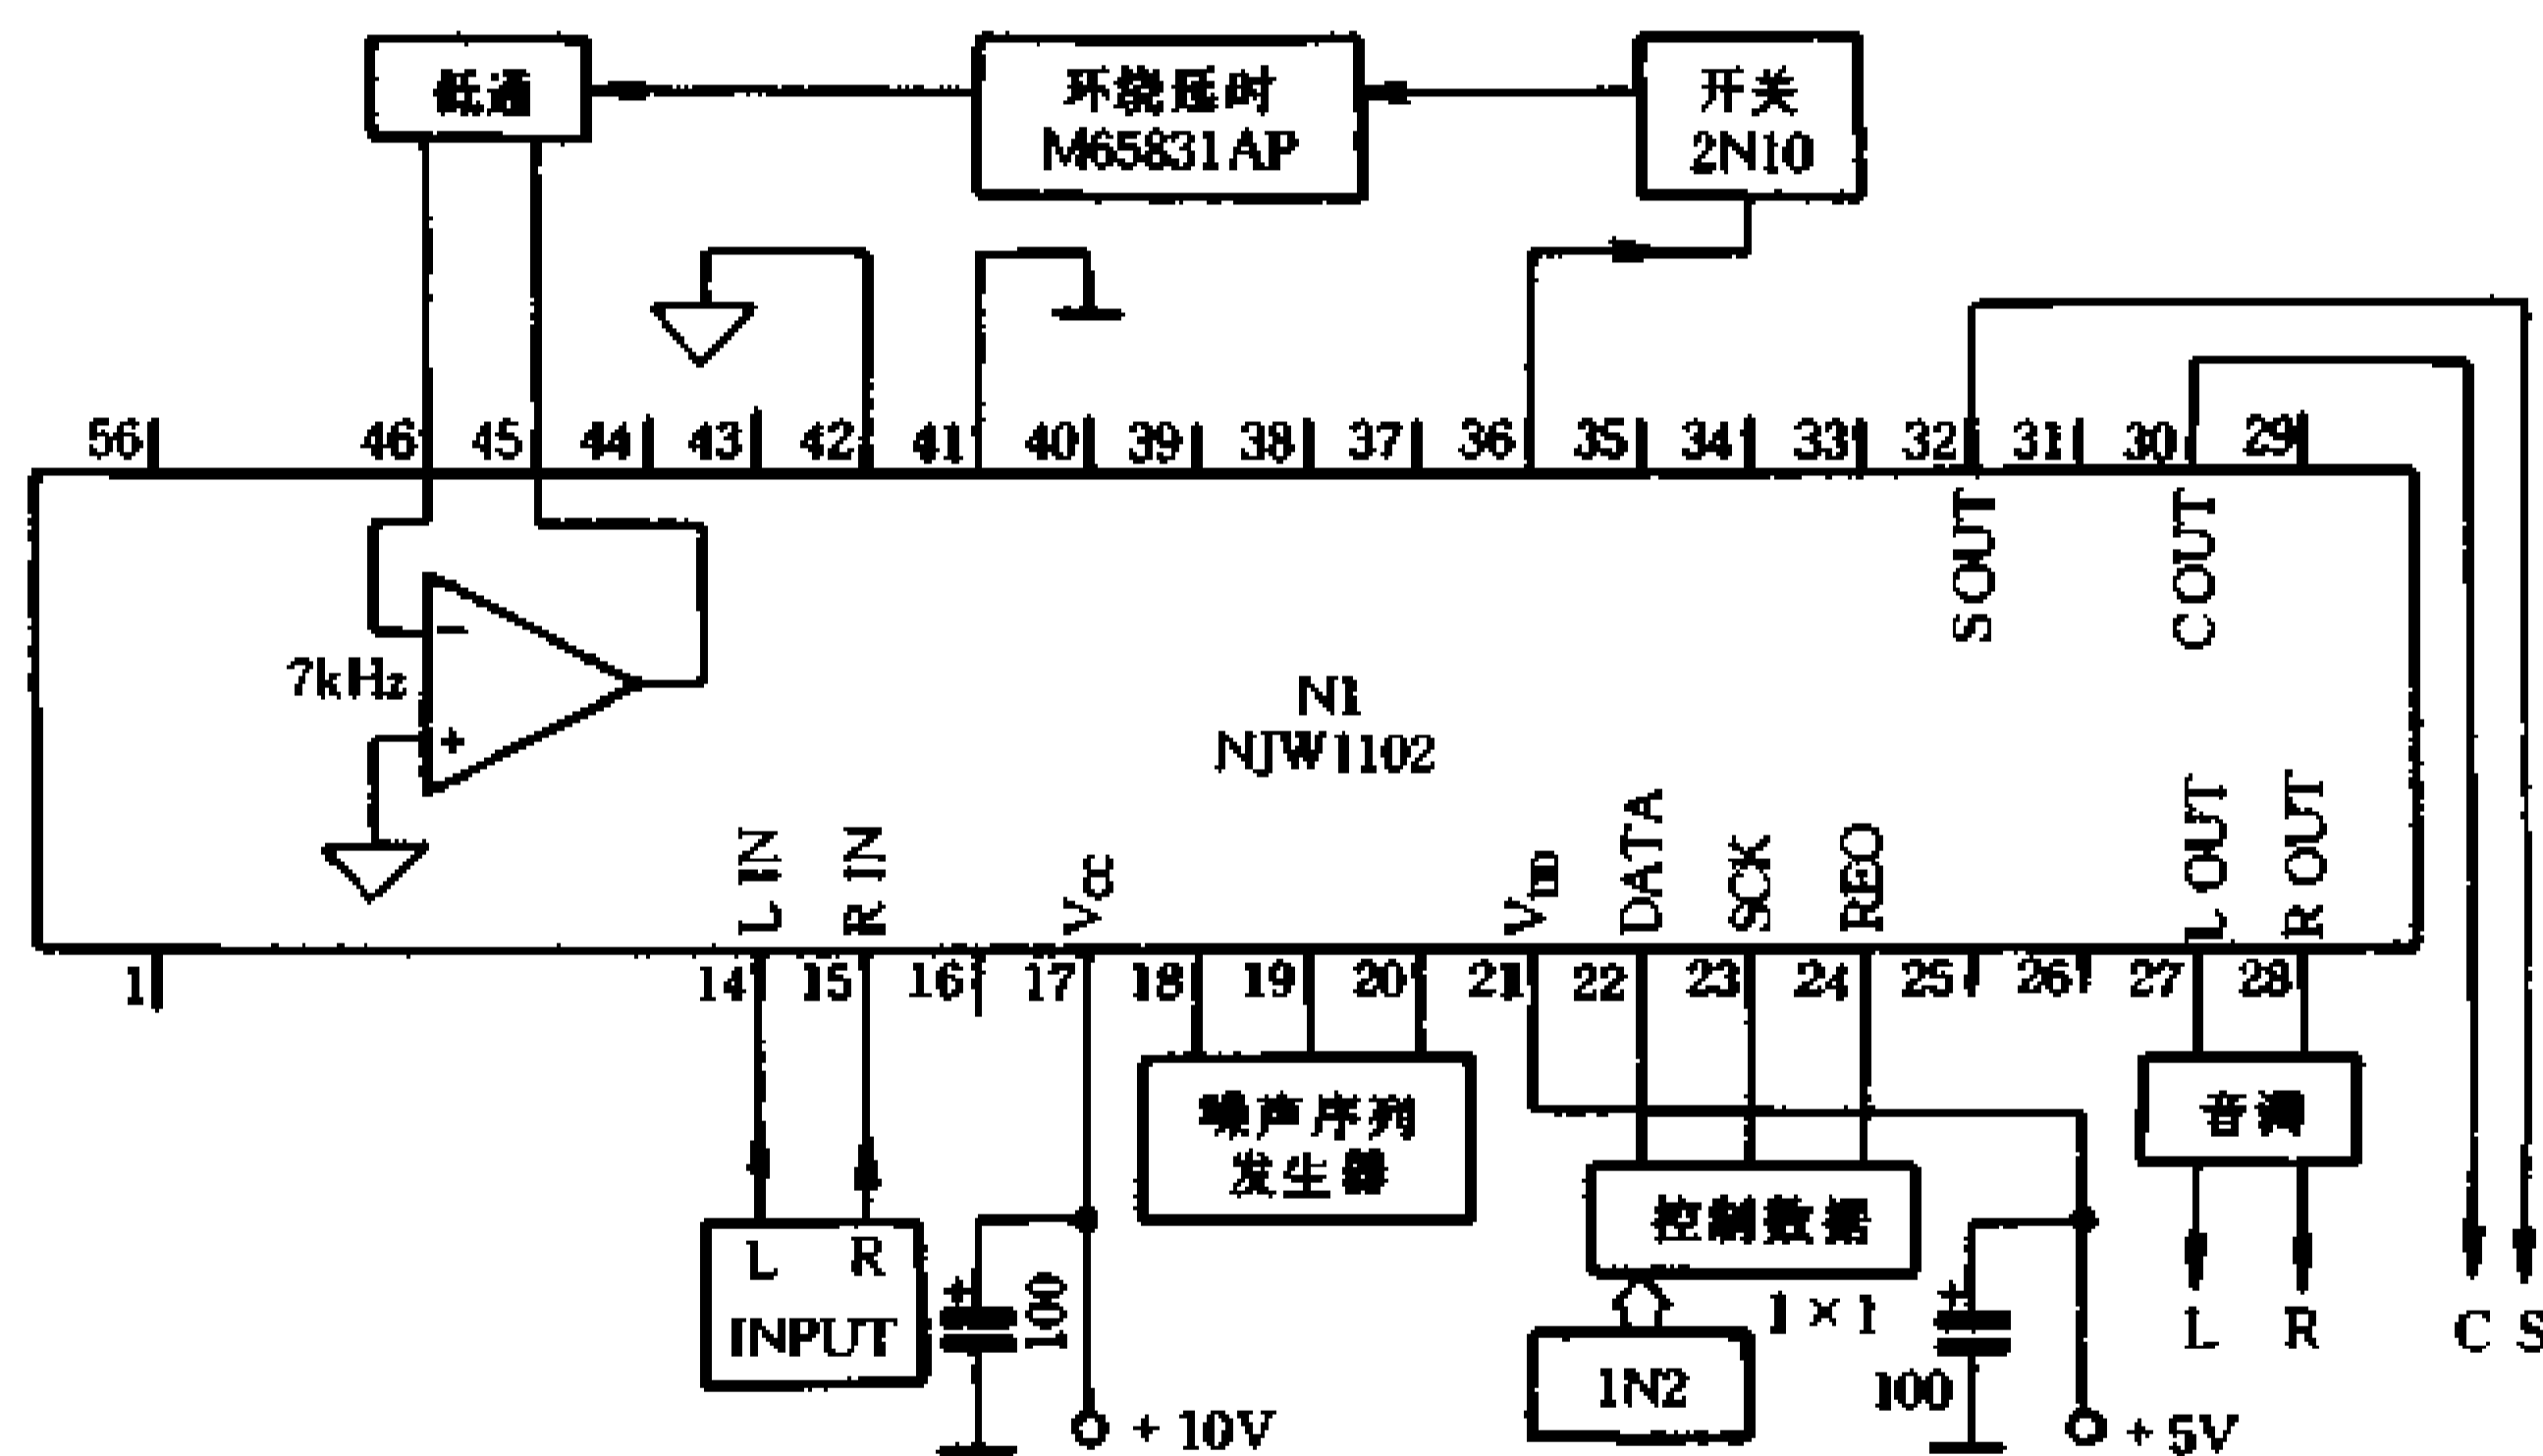 低通
环绕延时
M65831AP
开关
2N10
56 46 45 44 43 42 41 40 39 38 37 36 35 34 33 32 31 30 29
SOUT
COUT
-
7kHz
+
N1
NJW1102
L IN
R IN
VCC
VDD
DATA
SCK
REO
L OUT
R OUT
1 14 15 16 17 18 19 20 21 22 23 24 25 26 27 28
噪声序列
发生器
音调
控制数据
L R
INPUT
+
100
1×1
+
100
1N2
L R C S
+10V
+5V